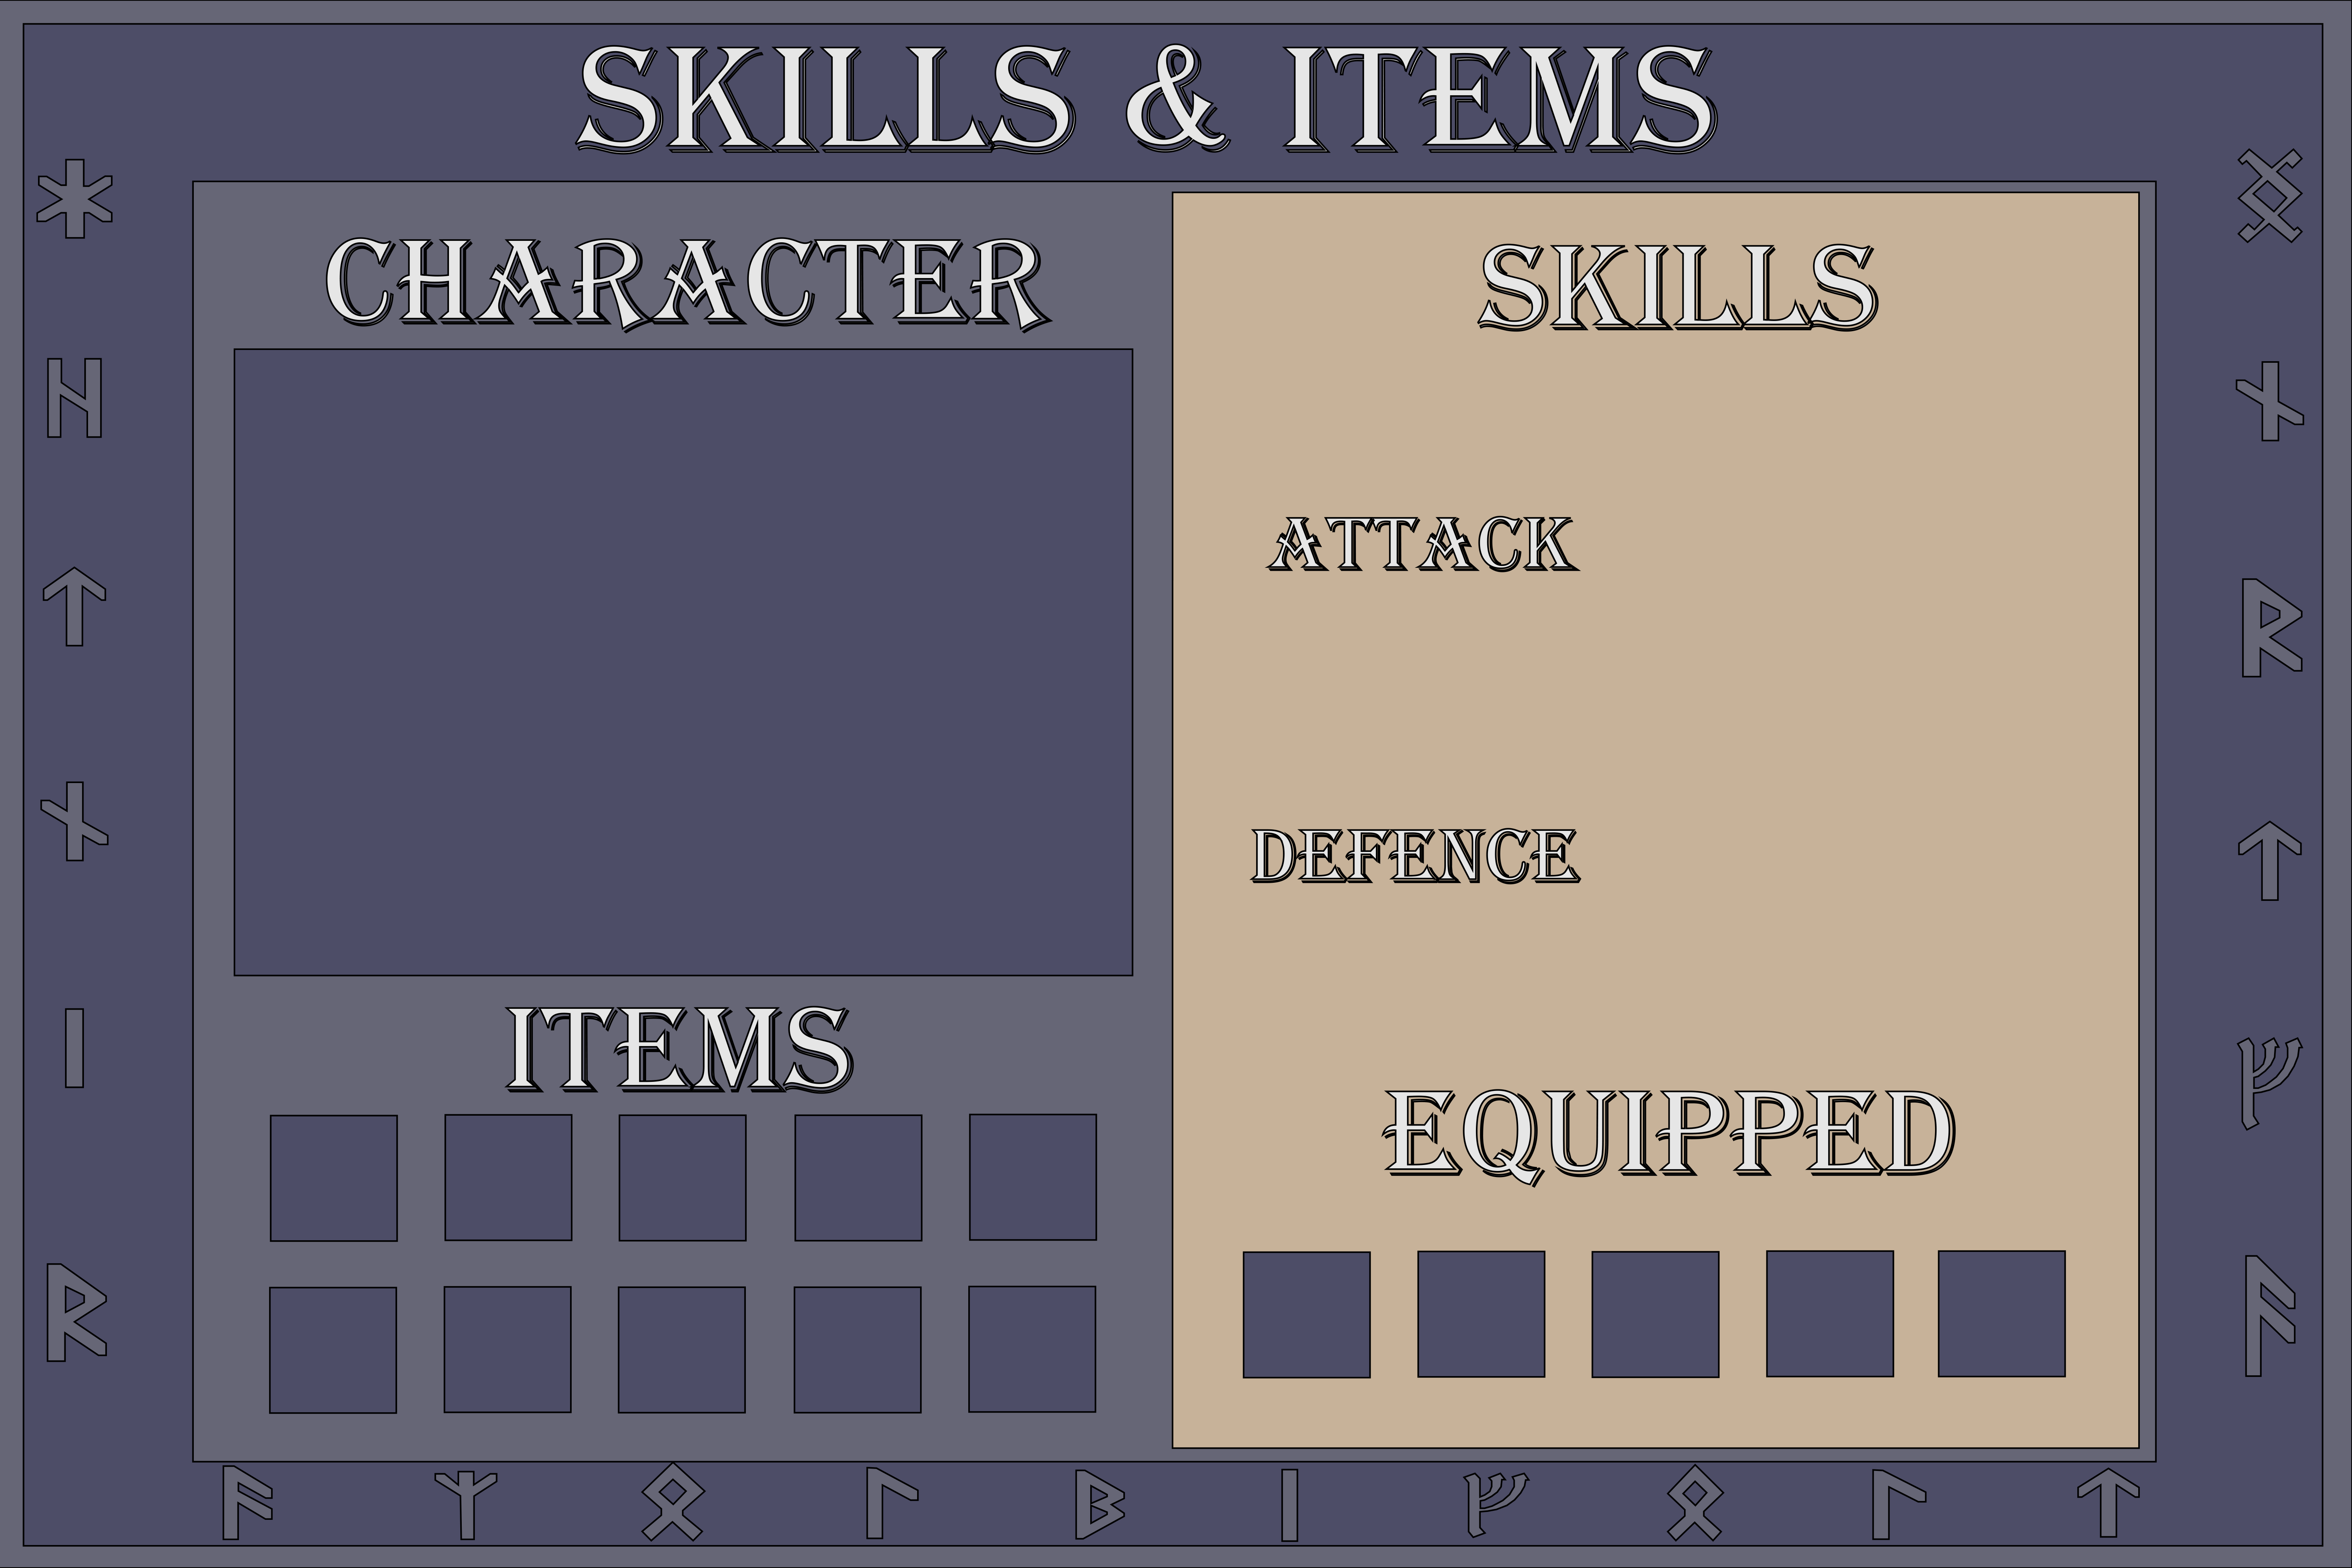 SKILLS & ITEMS
CHARACTER
SKILLS
ATTACK
DEFENCE
ITEMS
EQUIPPED
ᛡ
ᚺ
ᛏ
ᚾ
ᛁ
ᚱ
ᛝ
ᚾ
ᚱ
ᛏ
ᚩ
ᚨ
ᚨ ᛉ ᛟ ᛚ ᛒ ᛁ ᛟ ᛚ ᛏ